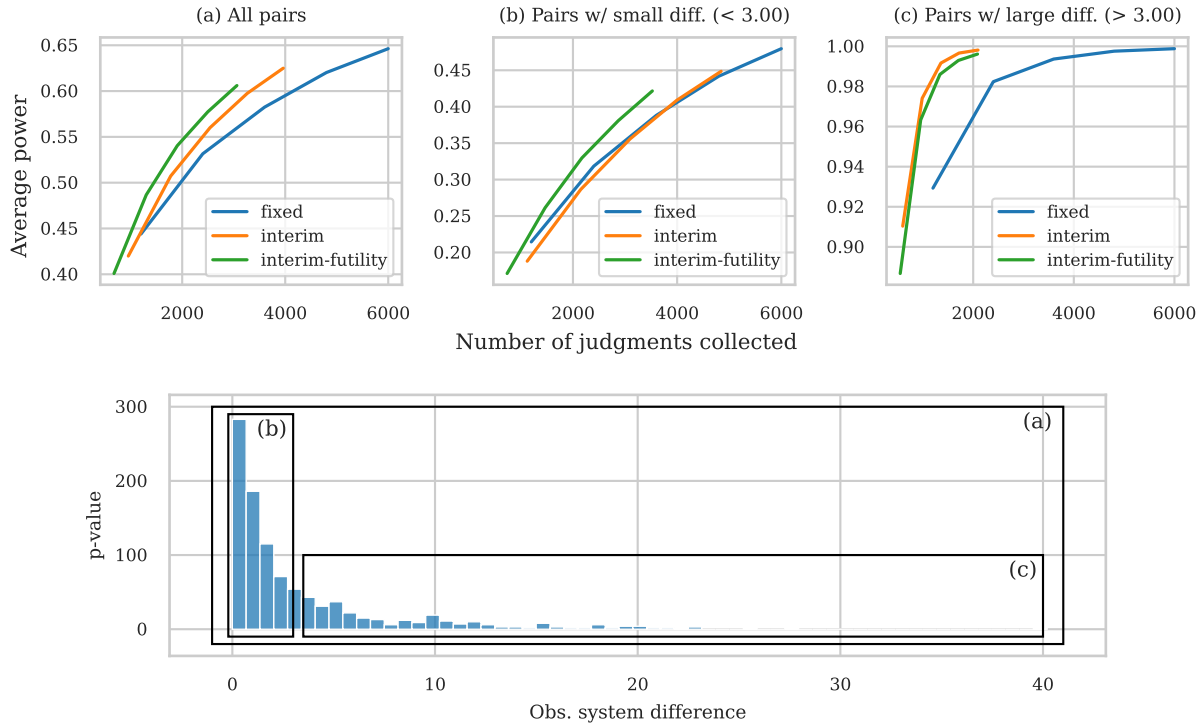 (a) All pairs
(b) Pairs w/ small diff. (< 3.00)
(c) Pairs w/ large diff. (> 3.00)
Average power
0.65
0.60
0.55
0.50
0.45
0.40
2000
4000
6000
fixed
interim
interim-futility
0.45
0.40
0.35
0.30
0.25
0.20
2000
4000
6000
fixed
interim
interim-futility
1.00
0.98
0.96
0.94
0.92
0.90
2000
4000
6000
fixed
interim
interim-futility
Number of judgments collected
p-value
300
200
100
0
(b)
(a)
(c)
0
10
20
30
40
Obs. system difference